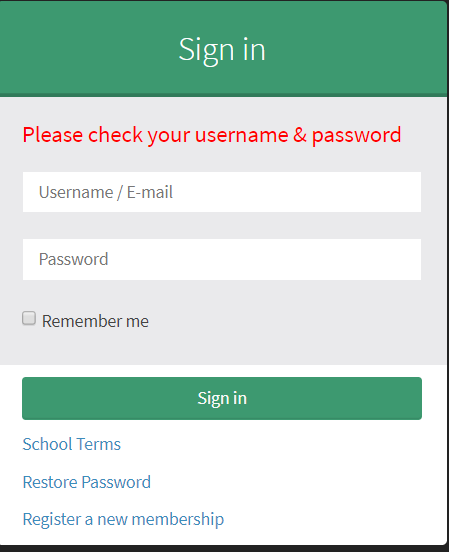 Sign in
Please check your username & password
Username / E-mail
Password
Remember me
Sign in
School Terms
Restore Password
Register a new membership